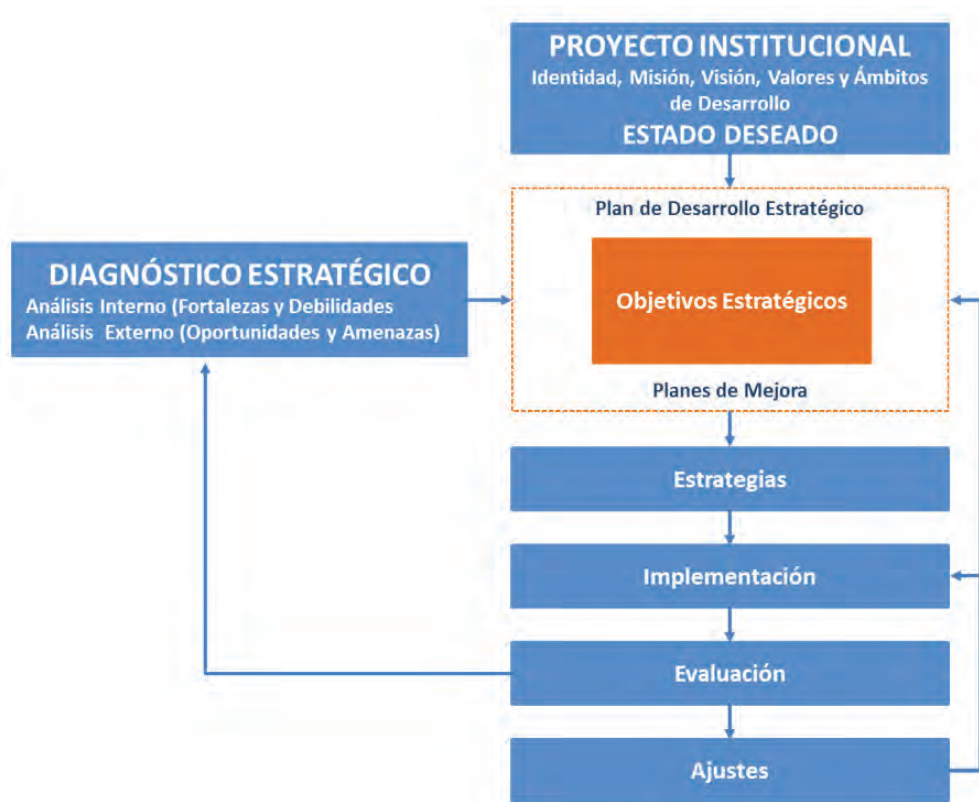 PROYECTO INSTITUCIONAL
Identidad, Misión, Visión, Valores y Ámbitos
de Desarrollo
ESTADO DESEADO
Plan de Desarrollo Estratégico
DIAGNÓSTICO ESTRATÉGICO
Análisis Interno (Fortalezas y Debilidades
Análisis Externo (Oportunidades y Amenazas)
Objetivos Estratégicos
Planes de Mejora
Estrategias
Implementación
Evaluación
Ajustes